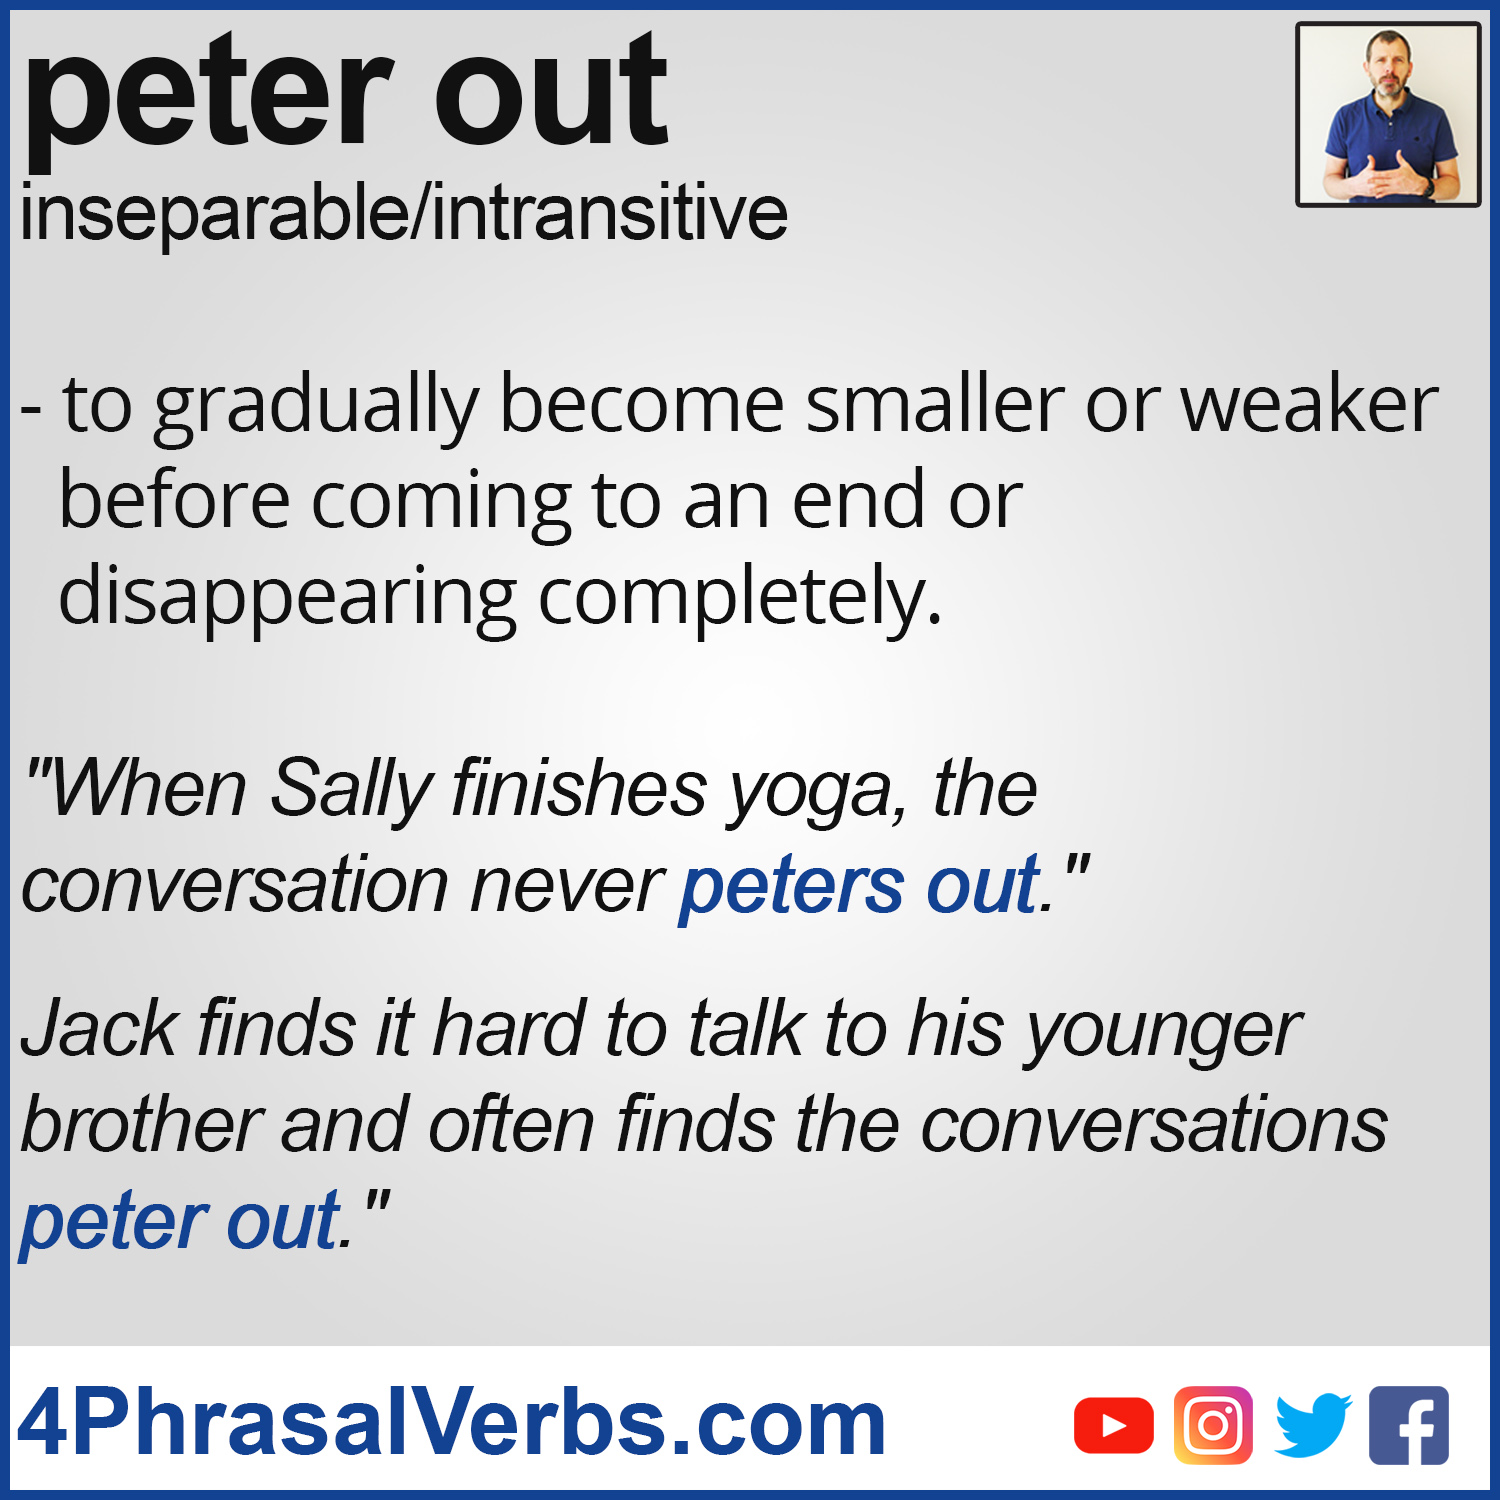 peter out
inseparable/intransitive
- to gradually become smaller or weaker
before coming to an end or
disappearing completely.
"When Sally finishes yoga, the
conversation never peters out."
Jack finds it hard to talk to his younger
brother and often finds the conversations
peter out."
4PhrasalVerbs.com